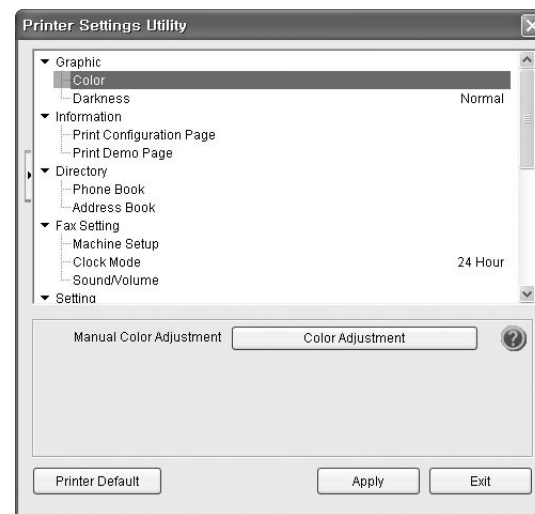 Printer Settings Utility
Graphic
Color
Darkness Normal
Information
Print Configuration Page
Print Demo Page
Directory
Phone Book
Address Book
Fax Setting
Machine Setup
Clock Mode 24 Hour
Sound/Volume
Setting
Manual Color Adjustment Color Adjustment ?
Printer Default Apply Exit